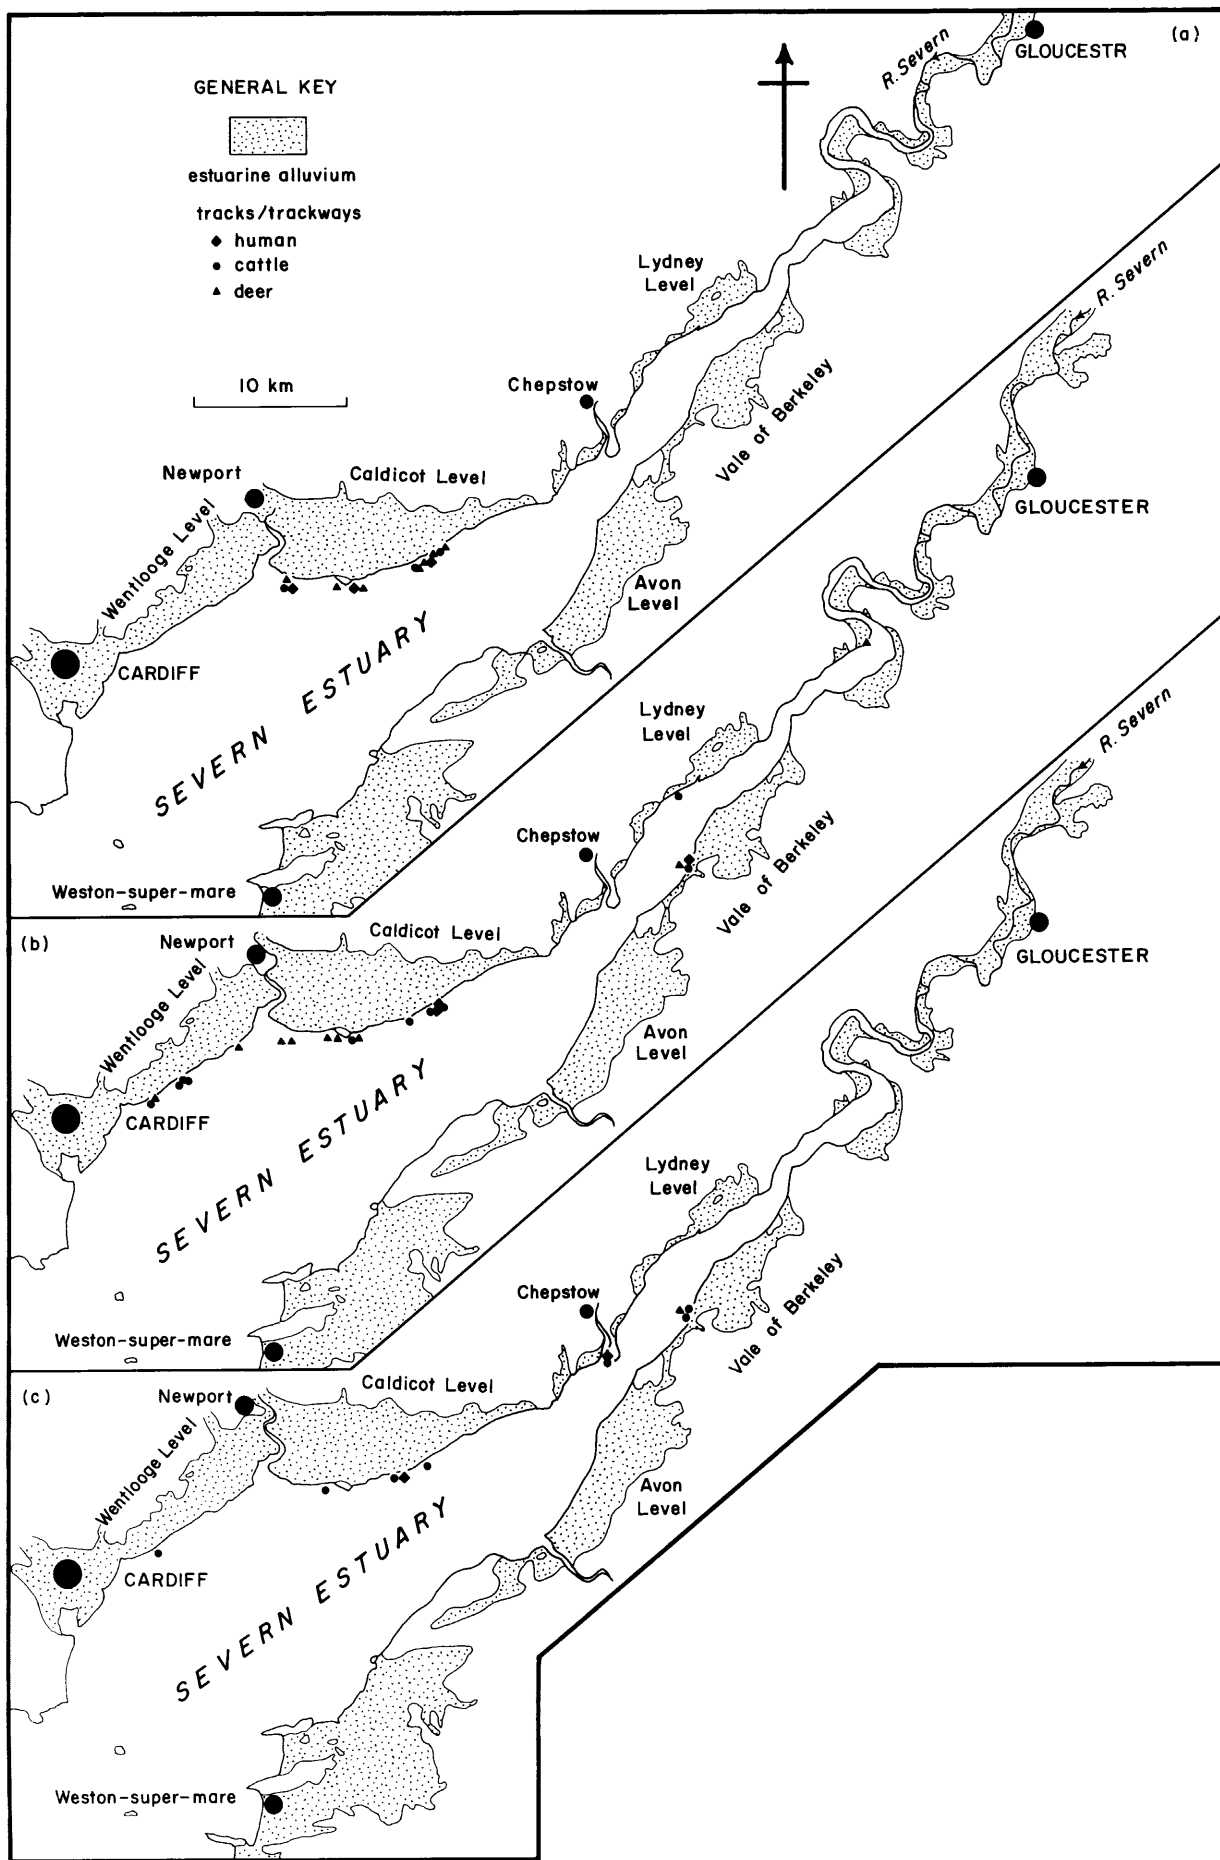 (a)
GLOUCESTR
R. Severn
GENERAL KEY
estuarine alluvium
tracks/trackways
human
cattle
deer
10 km
Lydney
Level
Chepstow
Vale of Berkeley
Newport
Caldicot Level
Wentlooge Level
Avon
Level
CARDIFF
SEVERN ESTUARY
Weston-super-mare
(b)
R. Severn
GLOUCESTER
Lydney
Level
Chepstow
Vale of Berkeley
Newport
Caldicot Level
Wentlooge Level
Avon
Level
CARDIFF
SEVERN ESTUARY
Weston-super-mare
(c)
R. Severn
GLOUCESTER
Lydney
Level
Chepstow
Vale of Berkeley
Newport
Caldicot Level
Wentlooge Level
Avon
Level
CARDIFF
SEVERN ESTUARY
Weston-super-mare